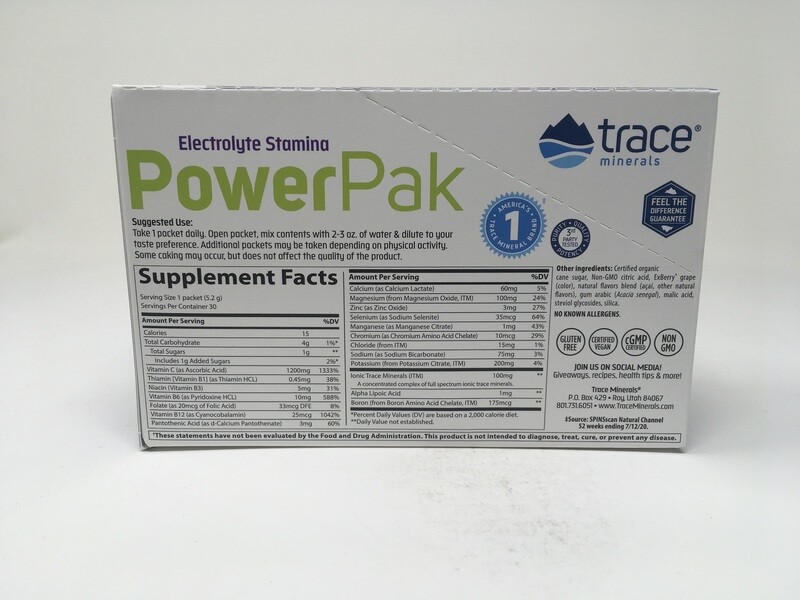 Electrolyte Stamina
PowerPak
trace®
minerals
FEEL THE
DIFFERENCE
GUARANTEE
AMERICA'S
1
TRACE MINERAL BRAND
PURITY • QUALITY
3rd
PARTY
TESTED
POTENCY
Suggested Use:
Take 1 packet daily. Open packet, mix contents with 2-3 oz. of water & dilute to your
taste preference. Additional packets may be taken depending on physical activity.
Some caking may occur, but does not affect the quality of the product.
Supplement Facts
Serving Size 1 packet (5.2 g)
Servings Per Container 30
Amount Per Serving %DV
Calories 15
Total Carbohydrate 4g 1%*
Total Sugars 1g **
Includes 1g Added Sugars 2%*
Vitamin C (as Ascorbic Acid) 1200mg 1333%
Thiamin (Vitamin B1) (as Thiamin HCL) 0.45mg 38%
Niacin (Vitamin B3) 5mg 31%
Vitamin B6 (as Pyridoxine HCL) 10mg 588%
Folate (as 20mcg of Folic Acid) 33mcg DFE 8%
Vitamin B12 (as Cyanocobalamin) 25mcg 1042%
Pantothenic Acid (as d-Calcium Pantothenate) 3mg 60%
Amount Per Serving %DV
Calcium (as Calcium Lactate) 60mg 5%
Magnesium (from Magnesium Oxide, ITM) 100mg 24%
Zinc (as Zinc Oxide) 3mg 27%
Selenium (as Sodium Selenite) 35mcg 64%
Manganese (as Manganese Citrate) 1mg 43%
Chromium (as Chromium Amino Acid Chelate) 10mcg 29%
Chloride (from ITM) 15mg 1%
Sodium (as Sodium Bicarbonate) 75mg 3%
Potassium (from Potassium Citrate, ITM) 200mg 4%
Ionic Trace Minerals (ITM) 100mg **
A concentrated complex of full spectrum ionic trace minerals.
Alpha Lipoic Acid 1mg **
Boron (from Boron Amino Acid Chelate, ITM) 175mcg **
*Percent Daily Values (DV) are based on a 2,000 calorie diet.
**Daily Value not established.
Other ingredients: Certified organic
cane sugar, Non-GMO citric acid, ExBerry® grape
(color), natural flavors blend (açaí, other natural
flavors), gum arabic (Acacia senegal), malic acid,
steviol glycosides, silica.
NO KNOWN ALLERGENS.
GLUTEN
FREE
CERTIFIED
VEGAN
cGMP
CERTIFIED
NON
GMO
JOIN US ON SOCIAL MEDIA!
Giveaways, recipes, health tips & more!
Trace Minerals®
P.O. Box 429 • Roy, Utah 84067
801.731.6051 • www.TraceMinerals.com
‡Source: SPINSscan Natural Channel
52 weeks ending 7/12/20.
†These statements have not been evaluated by the Food and Drug Administration. This product is not intended to diagnose, treat, cure, or prevent any disease.